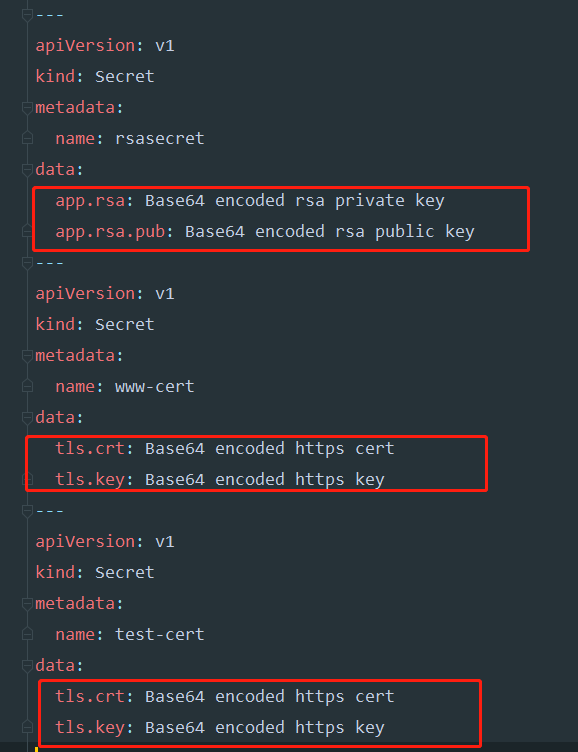 ---
apiVersion: v1
kind: Secret
metadata:
  name: rsasecret
data:
  app.rsa: Base64 encoded rsa private key
  app.rsa.pub: Base64 encoded rsa public key
---
apiVersion: v1
kind: Secret
metadata:
  name: www-cert
data:
  tls.crt: Base64 encoded https cert
  tls.key: Base64 encoded https key
---
apiVersion: v1
kind: Secret
metadata:
  name: test-cert
data:
  tls.crt: Base64 encoded https cert
  tls.key: Base64 encoded https key